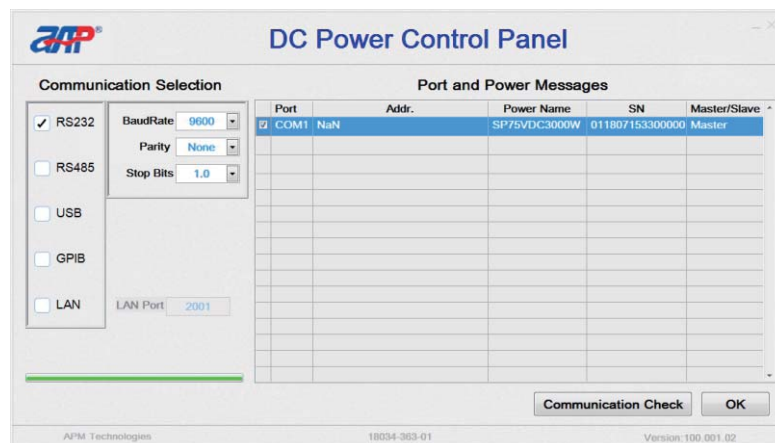 APM®
DC Power Control Panel
Communication Selection
Port and Power Messages
RS232
BaudRate 9600
Parity None
Stop Bits 1.0
RS485
USB
GPIB
LAN
LAN Port 2001
Port Addr. Power Name SN Master/Slave
COM1 NaN SP75VDC3000W 011807153300000 Master
Communication Check OK
APM Technologies 18034-363-01 Version:100.001.02